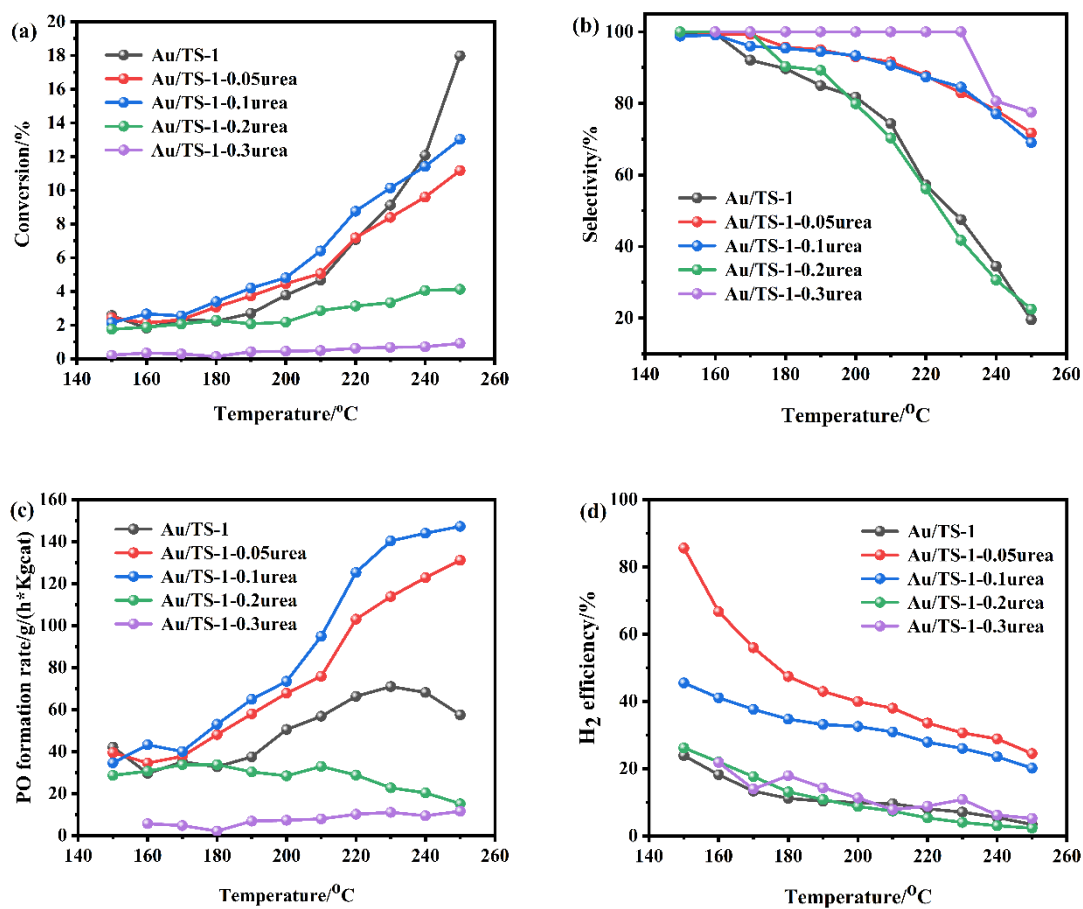 (a)
Conversion/%
20
18
16
14
12
10
8
6
4
2
0
Au/TS-1
Au/TS-1-0.05urea
Au/TS-1-0.1urea
Au/TS-1-0.2urea
Au/TS-1-0.3urea
140 160 180 200 220 240 260
Temperature/°C
(b)
Selectivity/%
100
80
60
40
20
Au/TS-1
Au/TS-1-0.05urea
Au/TS-1-0.1urea
Au/TS-1-0.2urea
Au/TS-1-0.3urea
140 160 180 200 220 240 260
Temperature/⁰C
(c)
PO formation rate/g/(h*Kgcat)
160
140
120
100
80
60
40
20
0
Au/TS-1
Au/TS-1-0.05urea
Au/TS-1-0.1urea
Au/TS-1-0.2urea
Au/TS-1-0.3urea
140 160 180 200 220 240 260
Temperature/⁰C
(d)
H₂ efficiency/%
100
80
60
40
20
0
Au/TS-1
Au/TS-1-0.05urea
Au/TS-1-0.1urea
Au/TS-1-0.2urea
Au/TS-1-0.3urea
140 160 180 200 220 240 260
Temperature/⁰C